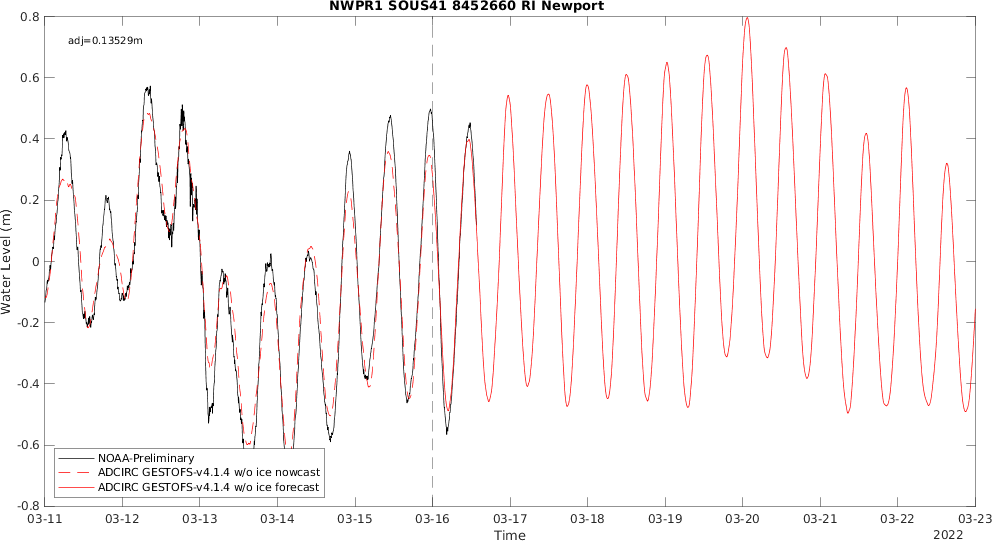 NWPR1 SOUS41 8452660 RI Newport
adj=0.13529m
Water Level (m)
0.8
0.6
0.4
0.2
0
-0.2
-0.4
-0.6
-0.8
NOAA-Preliminary
ADCIRC GESTOFS-v4.1.4 w/o ice nowcast
ADCIRC GESTOFS-v4.1.4 w/o ice forecast
03-11 03-12 03-13 03-14 03-15 03-16 03-17 03-18 03-19 03-20 03-21 03-22 03-23
Time
2022